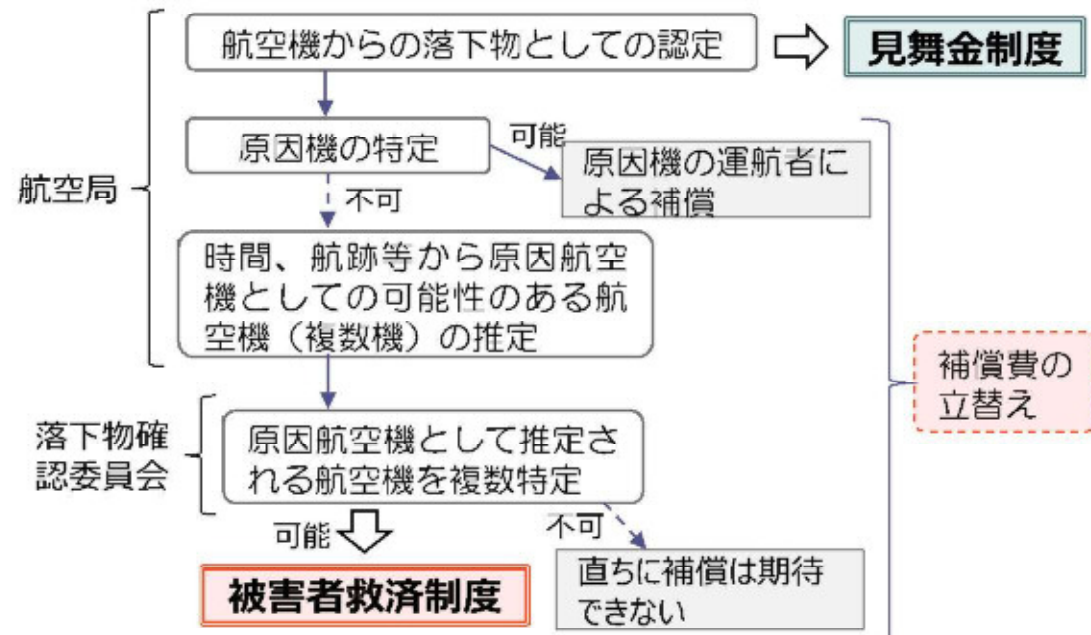 航空機からの落下物としての認定
見舞金制度
航空局
原因機の特定
可能
原因機の運航者に
よる補償
不可
時間、航跡等から原因航空
機としての可能性のある航
空機（複数機）の推定
補償費の
立替え
落下物確
認委員会
原因航空機として推定さ
れる航空機を複数特定
可能
不可
被害者救済制度
直ちに補償は期待
できない